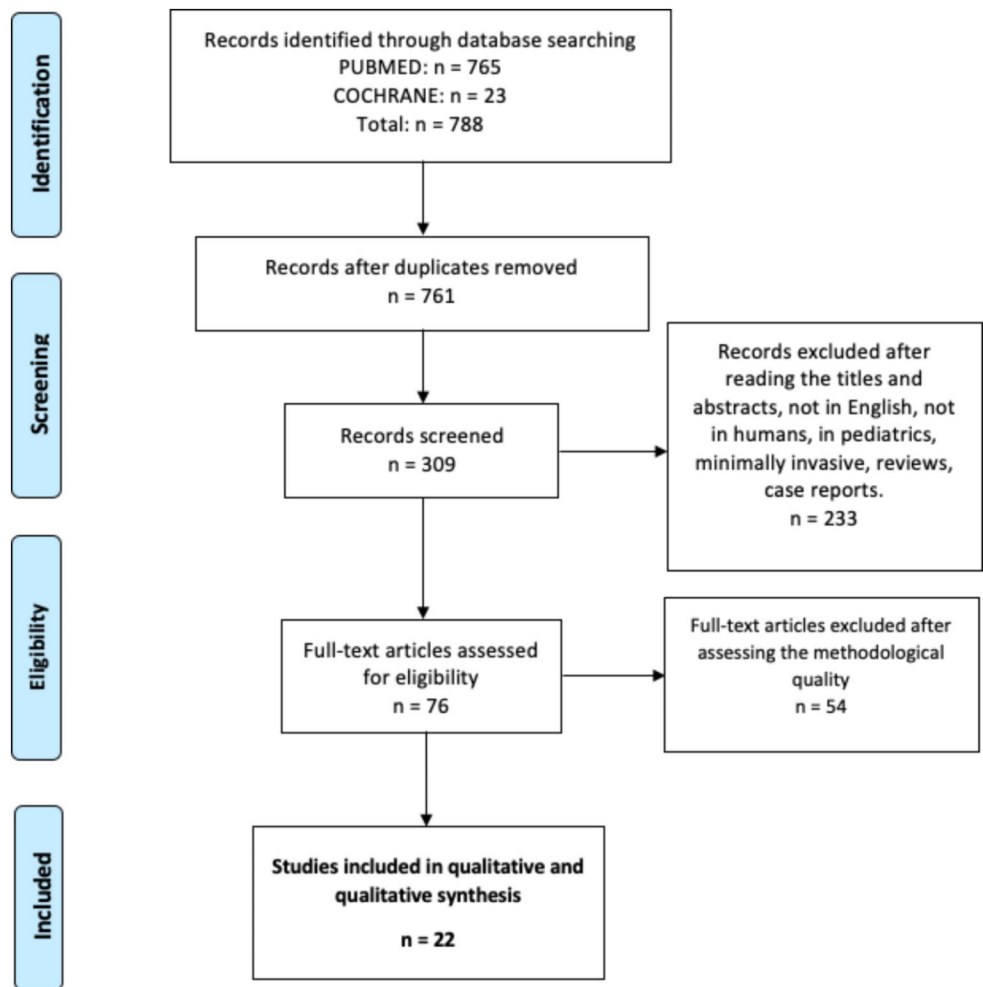 Identification
Records identified through database searching
PUBMED: n = 765
COCHRANE: n = 23
Total: n = 788
Records after duplicates removed
n = 761
Screening
Records screened
n = 309
Records excluded after
reading the titles and
abstracts, not in English, not
in humans, in pediatrics,
minimally invasive, reviews,
case reports.
n = 233
Eligibility
Full-text articles assessed
for eligibility
n = 76
Full-text articles excluded after
assessing the methodological
quality
n = 54
Included
Studies included in qualitative and
qualitative synthesis
n = 22